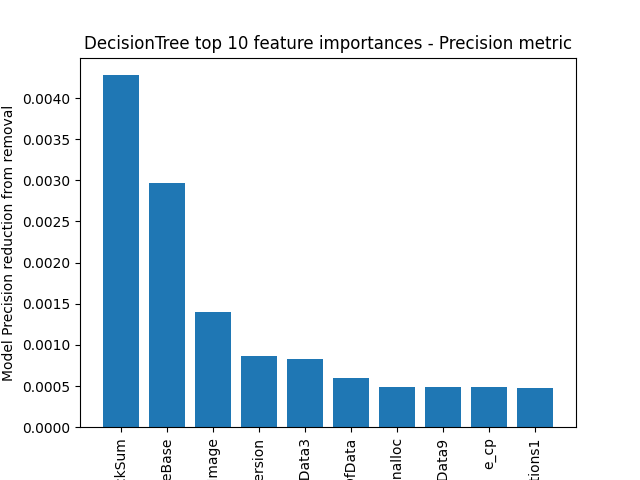 DecisionTree top 10 feature importances - Precision metric
Model Precision reduction from removal
0.0040
0.0035
0.0030
0.0025
0.0020
0.0015
0.0010
0.0005
0.0000
kSum
eBase
mage
ersion
Data3
fData
nalloc
Data9
e_cp
tions1